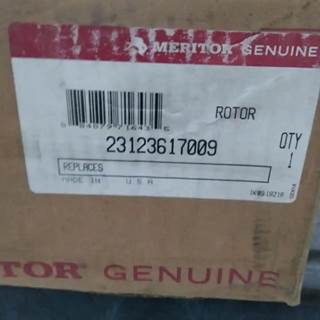 MERITOR GENUINE
ROTOR
23123617009
QTY
1
REPLACES
MADE IN U S A
TOR GENUINE